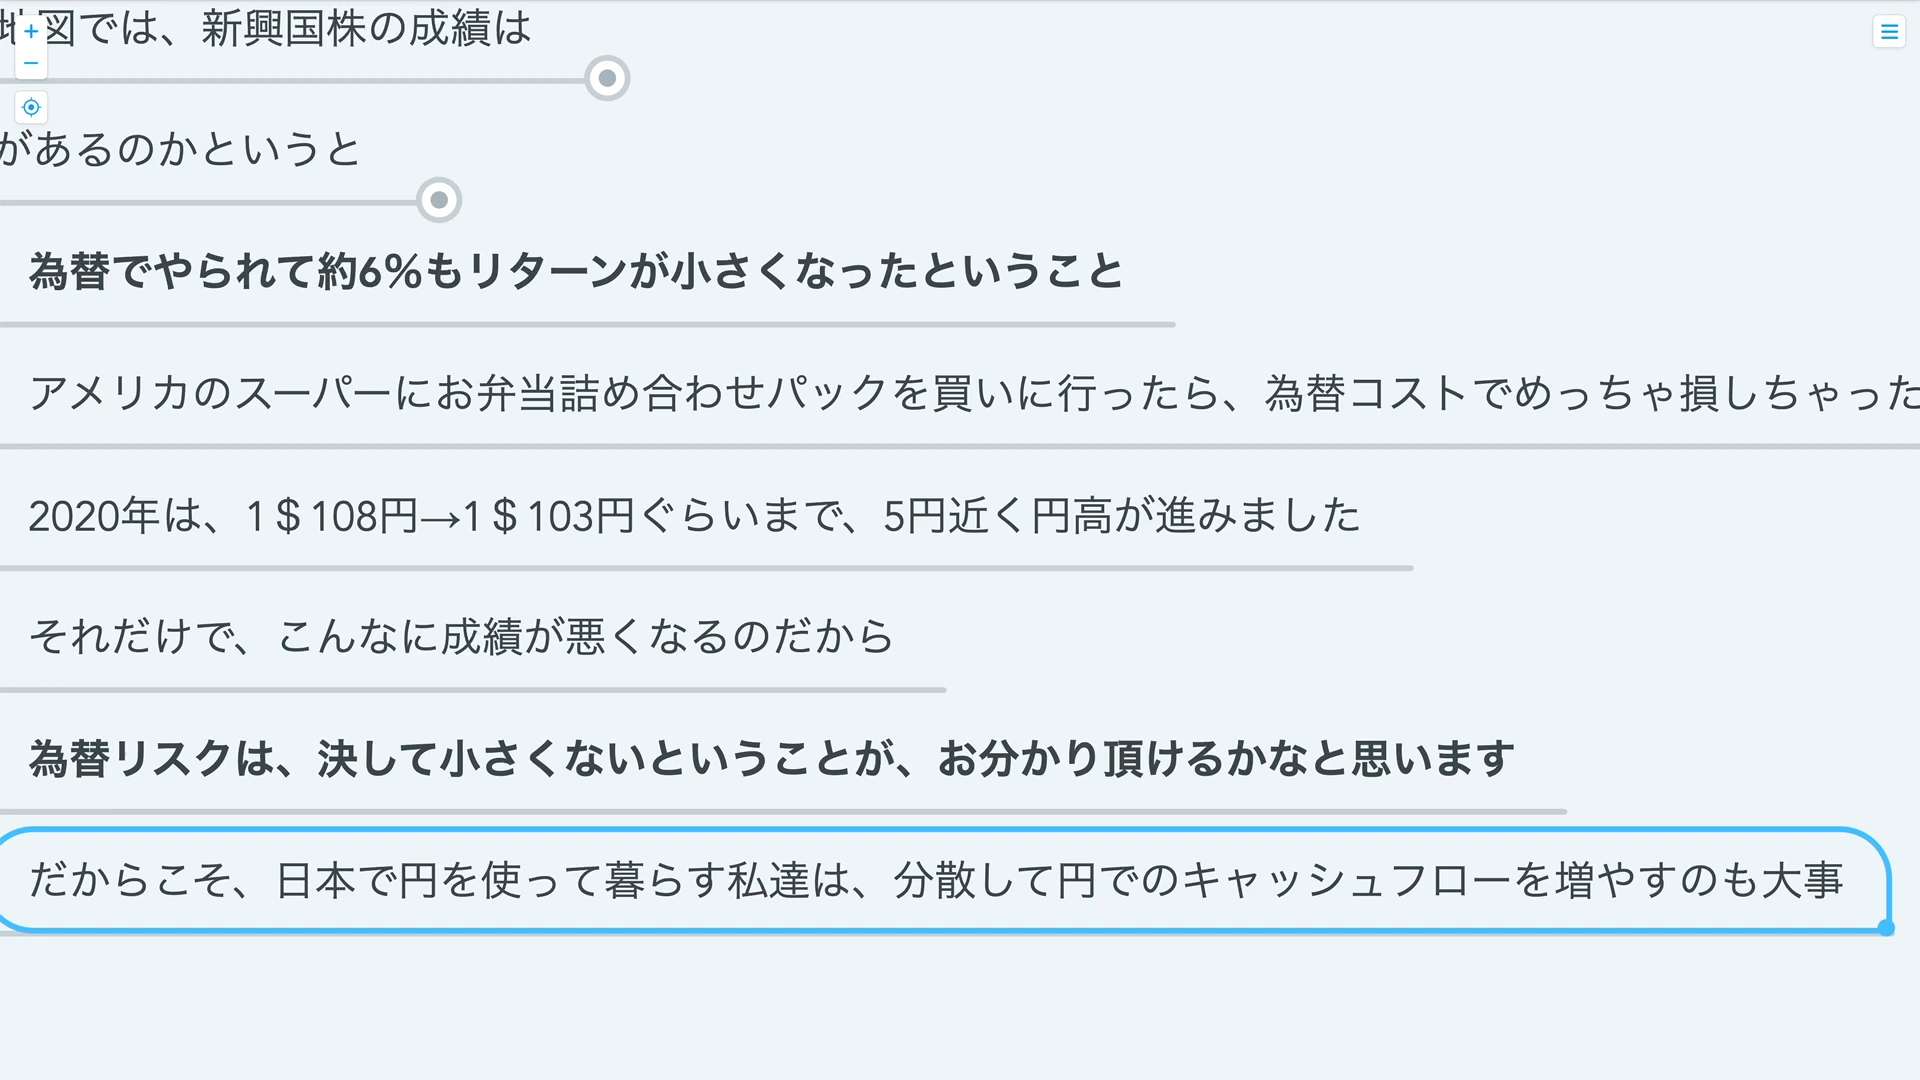 地図では、新興国株の成績は
があるのかというと
為替でやられて約6%もリターンが小さくなったということ
アメリカのスーパーにお弁当詰め合わせパックを買いに行ったら、為替コストでめっちゃ損しちゃった
2020年は、1＄108円→1＄103円ぐらいまで、5円近く円高が進みました
それだけで、こんなに成績が悪くなるのだから
為替リスクは、決して小さくないということが、お分かり頂けるかなと思います
だからこそ、日本で円を使って暮らす私達は、分散して円でのキャッシュフローを増やすのも大事